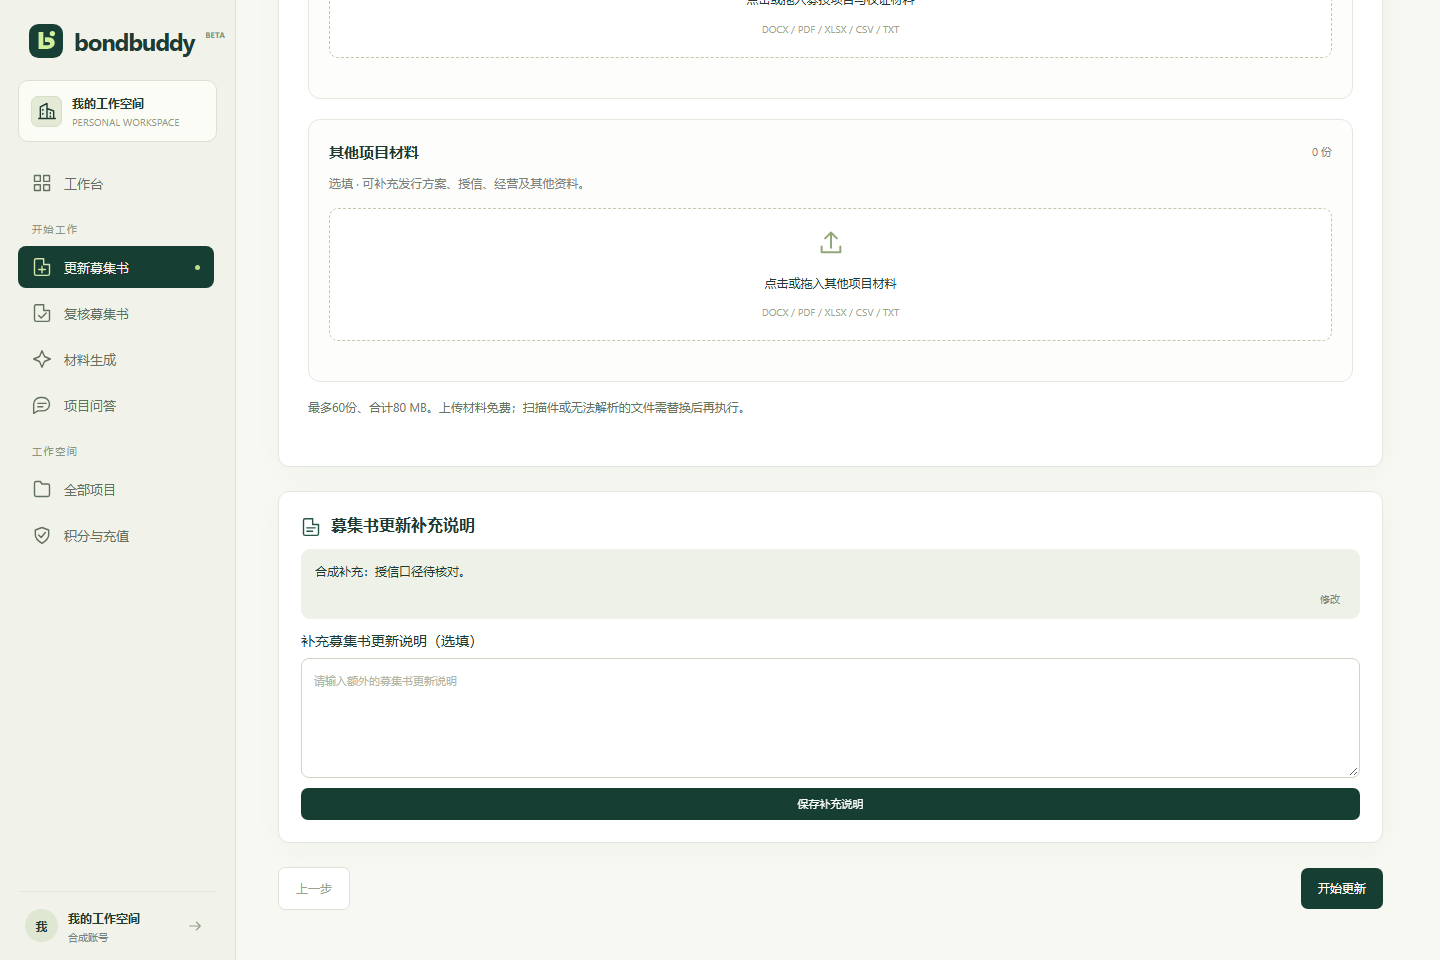 bondbuddy BETA
我的工作空间
PERSONAL WORKSPACE
工作台
开始工作
更新募集书
复核募集书
材料生成
项目问答
工作空间
全部项目
积分与充值
我
我的工作空间
合成账号
DOCX / PDF / XLSX / CSV / TXT
其他项目材料
0 份
选填 · 可补充发行方案、授信、经营及其他资料。
点击或拖入其他项目材料
DOCX / PDF / XLSX / CSV / TXT
最多60份、合计80 MB。上传材料免费；扫描件或无法解析的文件需替换后再执行。
募集书更新补充说明
合成补充：授信口径待核对。
修改
补充募集书更新说明（选填）
请输入额外的募集书更新说明
保存补充说明
上一步
开始更新